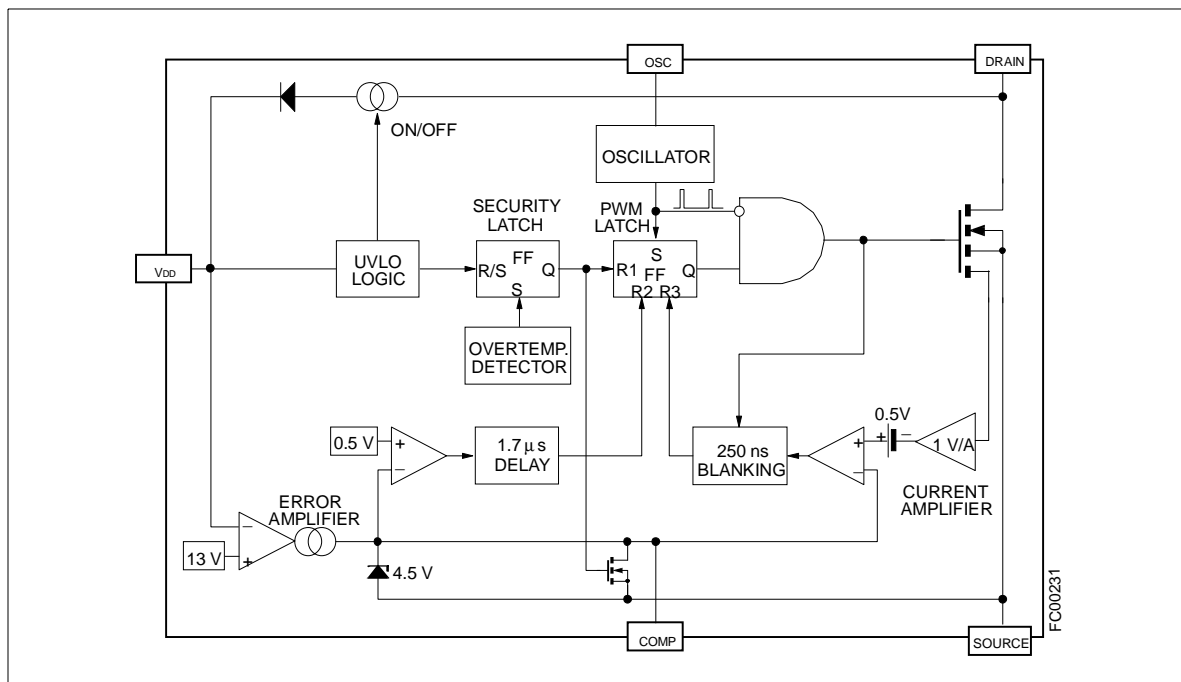 OSC
DRAIN
ON/OFF
OSCILLATOR
SECURITY
LATCH
PWM
LATCH
VDD
UVLO
LOGIC
R/S
FF
Q
S
S
R1
FF
Q
R2 R3
OVERTEMP.
DETECTOR
0.5 V
+
−
1.7 μs
DELAY
250 ns
BLANKING
+
−
0.5V
+
−
1 V/A
CURRENT
AMPLIFIER
ERROR
AMPLIFIER
−
+
13 V
4.5 V
COMP
SOURCE
FC00231